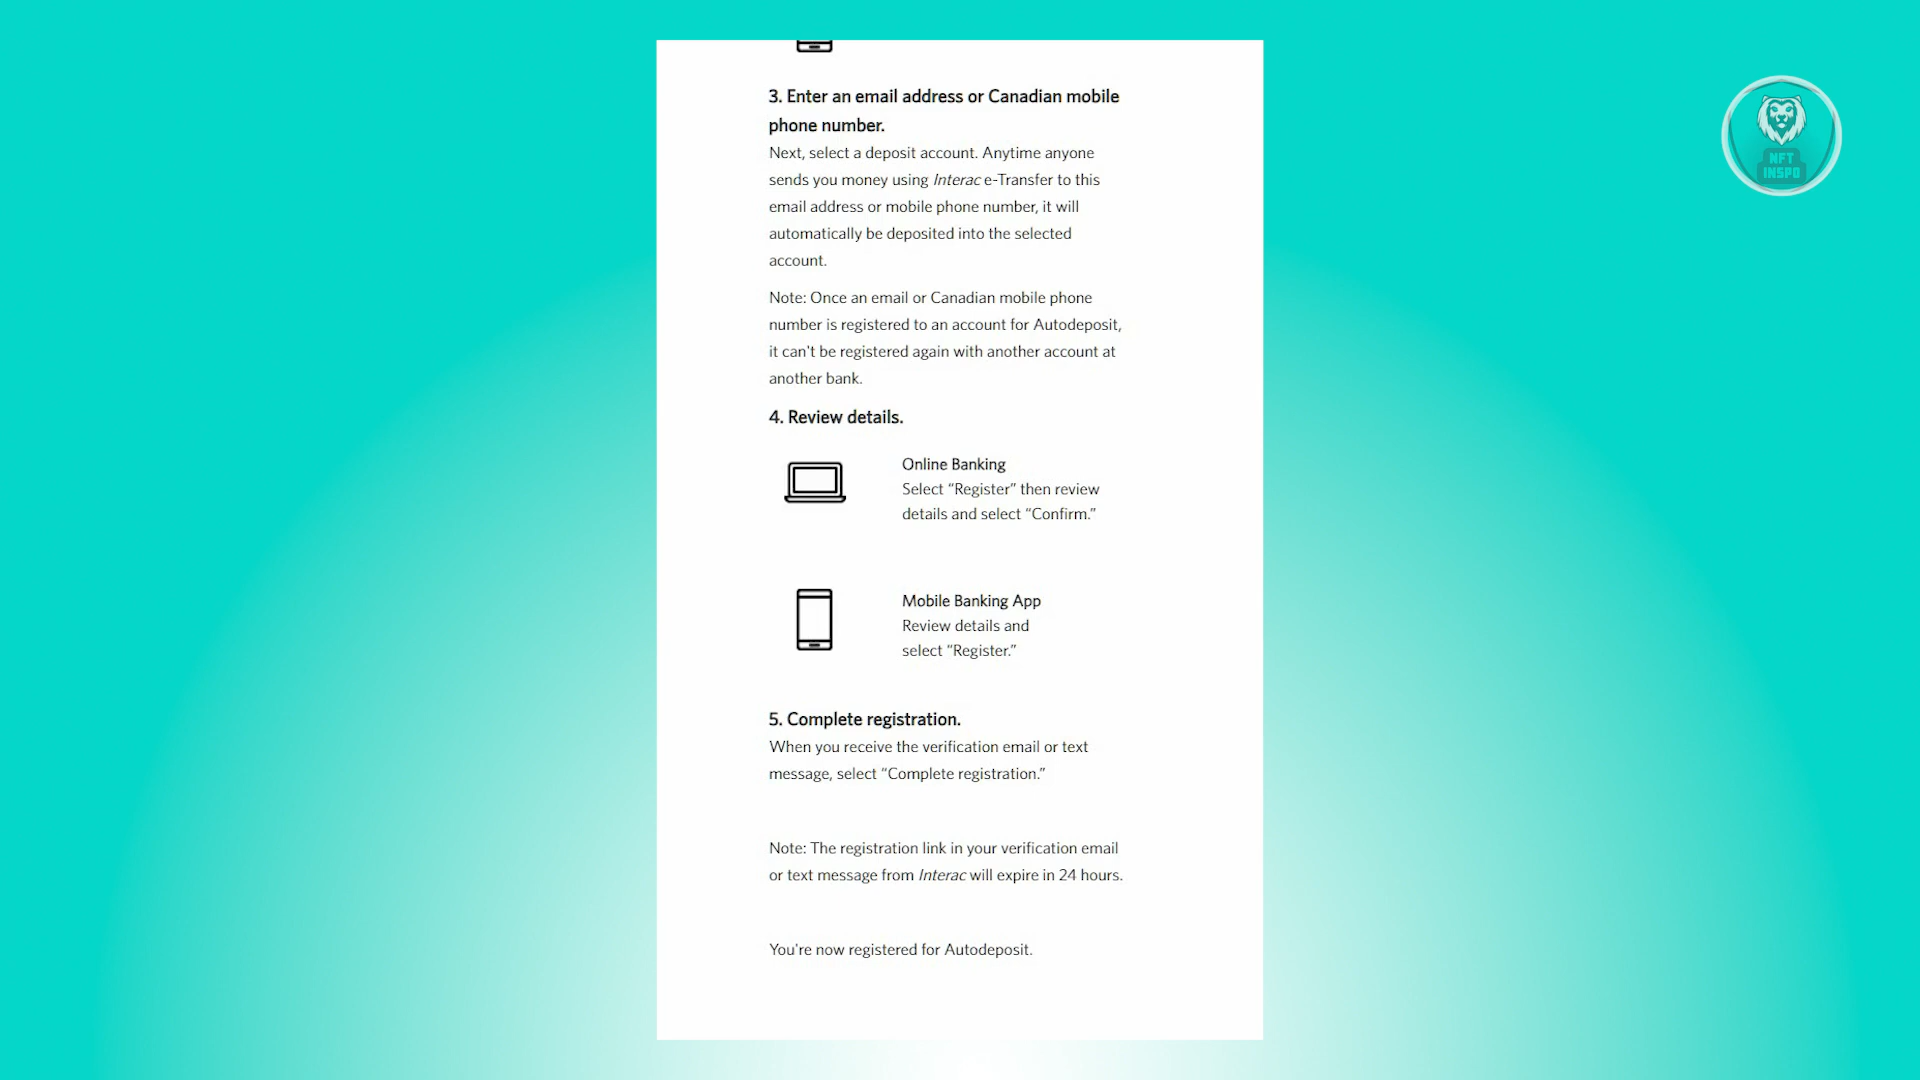 3. Enter an email address or Canadian mobile
phone number.
Next, select a deposit account. Anytime anyone
sends you money using Interac e-Transfer to this
email address or mobile phone number, it will
automatically be deposited into the selected
account.
Note: Once an email or Canadian mobile phone
number is registered to an account for Autodeposit,
it can't be registered again with another account at
another bank.
4. Review details.
Online Banking
Select “Register” then review
details and select “Confirm.”
Mobile Banking App
Review details and
select “Register.”
5. Complete registration.
When you receive the verification email or text
message, select “Complete registration.”
Note: The registration link in your verification email
or text message from Interac will expire in 24 hours.
You're now registered for Autodeposit.
NFT
INSPO